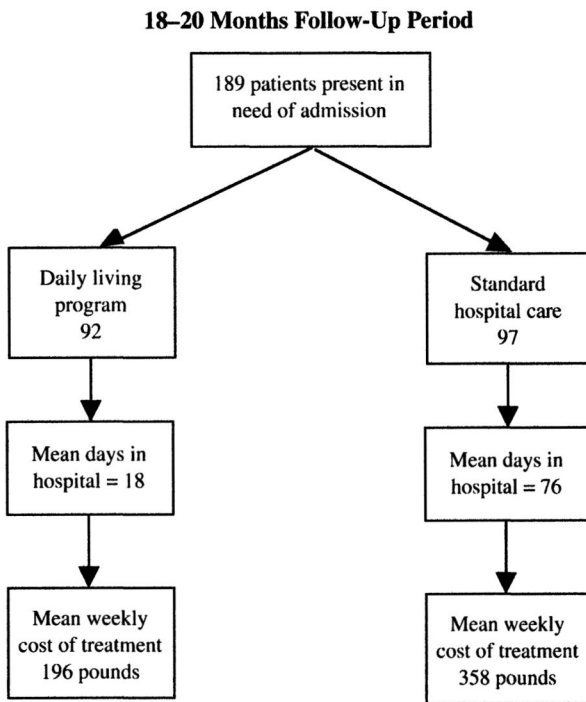 18–20 Months Follow-Up Period
189 patients present in
need of admission
Daily living
program
92
Standard
hospital care
97
Mean days in
hospital = 18
Mean days in
hospital = 76
Mean weekly
cost of treatment
196 pounds
Mean weekly
cost of treatment
358 pounds